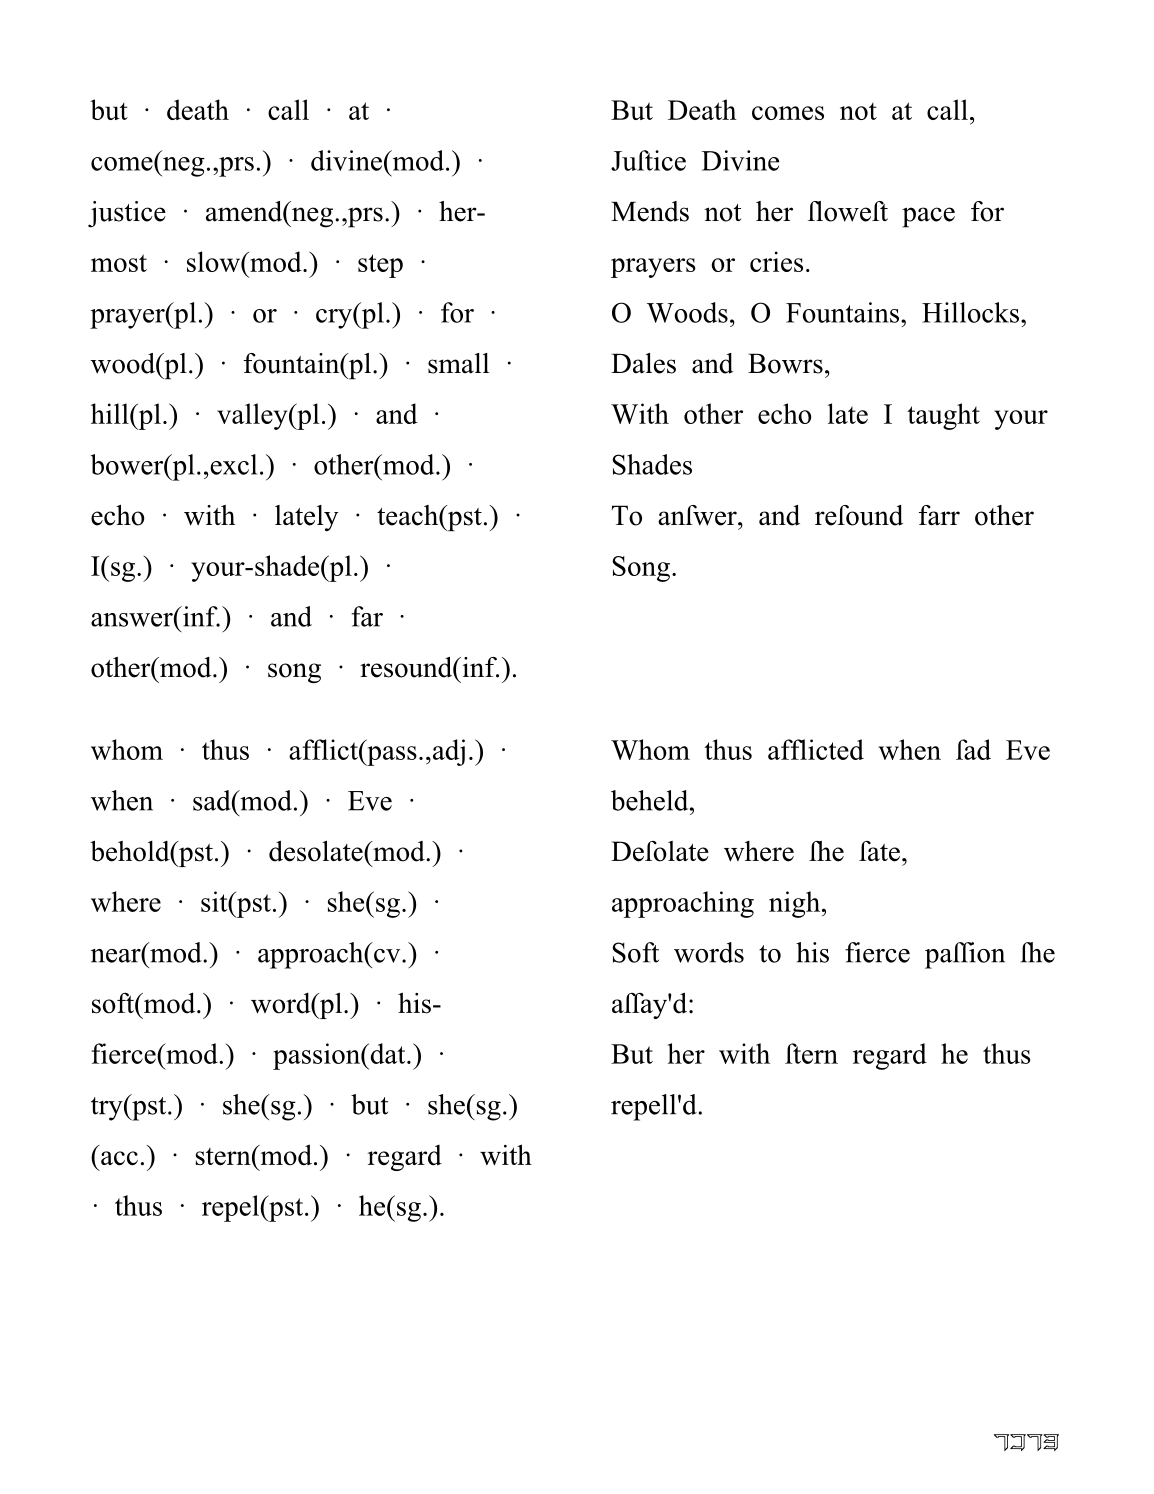 but · death · call · at ·
come(neg.,prs.) · divine(mod.) ·
justice · amend(neg.,prs.) · her-
most · slow(mod.) · step ·
prayer(pl.) · or · cry(pl.) · for ·
wood(pl.) · fountain(pl.) · small ·
hill(pl.) · valley(pl.) · and ·
bower(pl.,excl.) · other(mod.) ·
echo · with · lately · teach(pst.) ·
I(sg.) · your-shade(pl.) ·
answer(inf.) · and · far ·
other(mod.) · song · resound(inf.).
But Death comes not at call,
Juſtice Divine
Mends not her ſloweſt pace for
prayers or cries.
O Woods, O Fountains, Hillocks,
Dales and Bowrs,
With other echo late I taught your
Shades
To anſwer, and reſound farr other
Song.
whom · thus · afflict(pass.,adj.) ·
when · sad(mod.) · Eve ·
behold(pst.) · desolate(mod.) ·
where · sit(pst.) · she(sg.) ·
near(mod.) · approach(cv.) ·
soft(mod.) · word(pl.) · his-
fierce(mod.) · passion(dat.) ·
try(pst.) · she(sg.) · but · she(sg.)
(acc.) · stern(mod.) · regard · with
· thus · repel(pst.) · he(sg.).
Whom thus afflicted when ſad Eve
beheld,
Deſolate where ſhe ſate,
approaching nigh,
Soft words to his fierce paſſion ſhe
aſſay'd:
But her with ſtern regard he thus
repell'd.